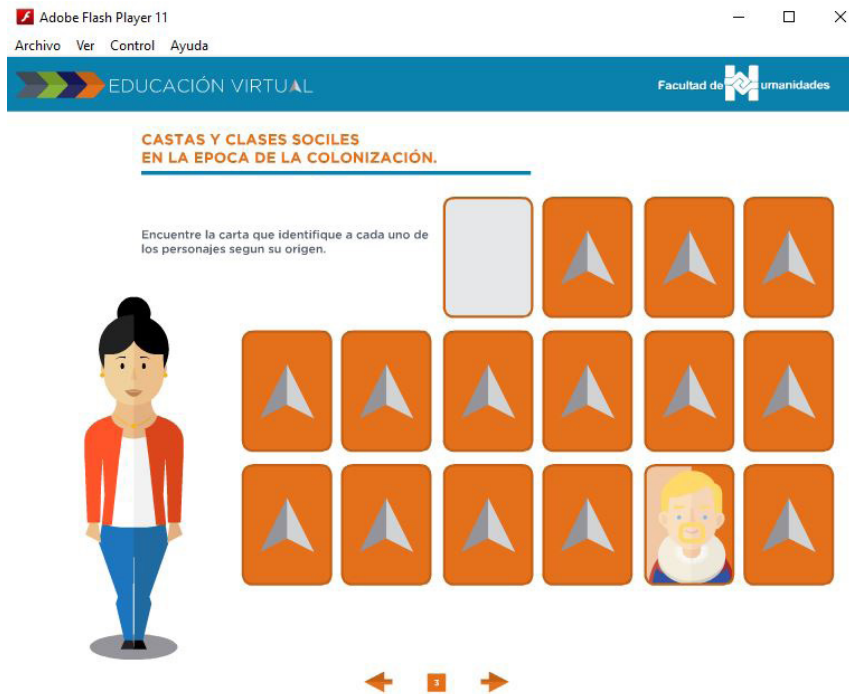 Adobe Flash Player 11
Archivo Ver Control Ayuda
EDUCACIÓN VIRTUAL
Facultad de Humanidades
CASTAS Y CLASES SOCILES
EN LA EPOCA DE LA COLONIZACIÓN.
Encuentre la carta que identifique a cada uno de
los personajes segun su origen.
3